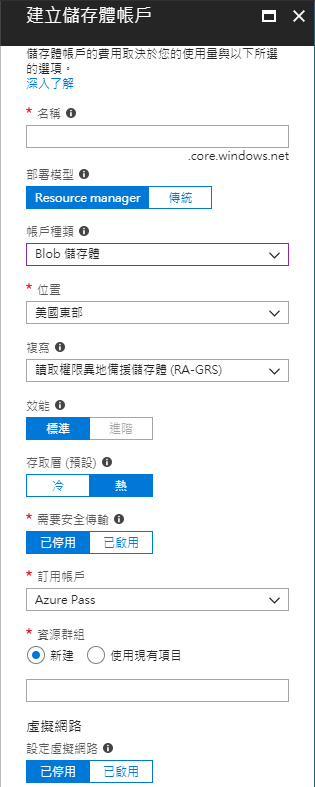 建立儲存體帳戶
儲存體帳戶的費用取決於您的使用量與以下所選
的選項。
深入了解
* 名稱
.core.windows.net
部署模型
Resource manager 傳統
帳戶種類
Blob 儲存體
* 位置
美國東部
複寫
讀取權限異地備援儲存體 (RA-GRS)
效能
標準 進階
存取層 (預設)
冷 熱
* 需要安全傳輸
已停用 已啟用
* 訂用帳戶
Azure Pass
* 資源群組
新建 使用現有項目
虛擬網路
設定虛擬網路
已停用 已啟用